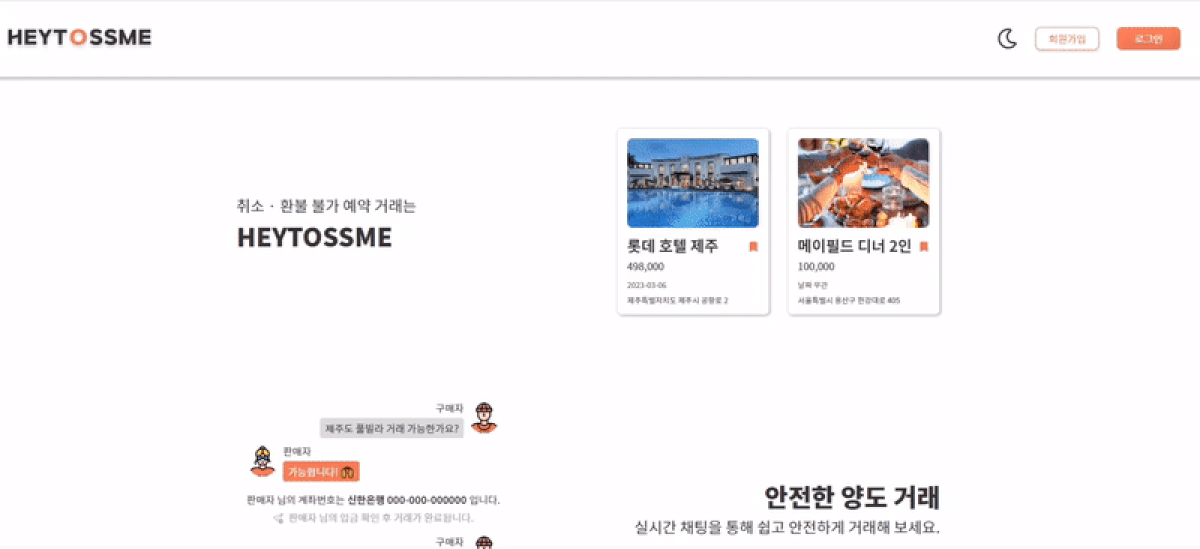 HEYTOSSME
회원가입
로그인
취소 · 환불 불가 예약 거래는
HEYTOSSME
롯데 호텔 제주
498,000
2023-03-06
제주특별자치도 제주시 공항로 2
메이필드 디너 2인
100,000
날짜 무관
서울특별시 용산구 한강대로 405
구매자
제주도 풀빌라 거래 가능한가요?
판매자
가능합니다!
판매자 님의 계좌번호는 신한은행 000-000-000000 입니다.
판매자 님의 입금 확인 후 거래가 완료됩니다.
구매자
안전한 양도 거래
실시간 채팅을 통해 쉽고 안전하게 거래해 보세요.